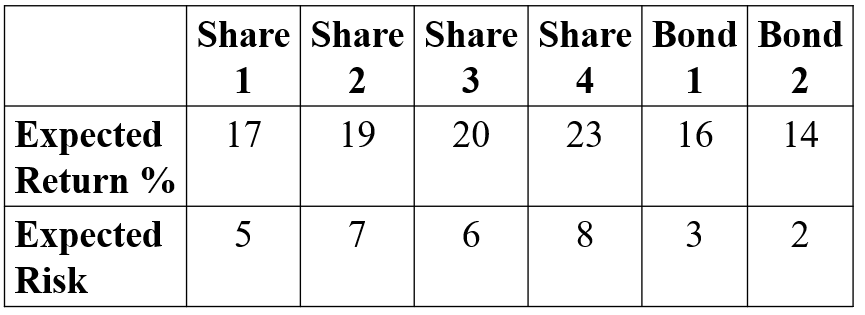 Share Share Share Share Bond Bond
1 2 3 4 1 2
Expected 17 19 20 23 16 14
Return %
Expected 5 7 6 8 3 2
Risk